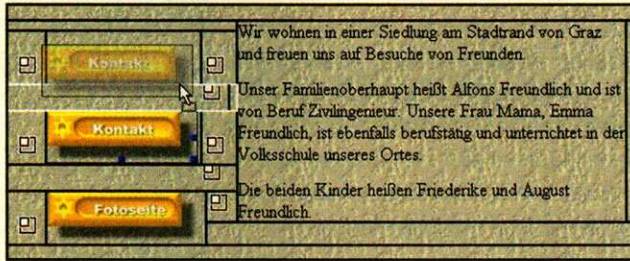 Kontakt
Kontakt
Fotoseite
Wir wohnen in einer Siedlung am Stadtrand von Graz
und freuen uns auf Besuche von Freunden.
Unser Familienoberhaupt heißt Alfons Freundlich und ist
von Beruf Zivilingenieur. Unsere Frau Mama, Emma
Freundlich, ist ebenfalls berufstätig und unterrichtet in der
Volksschule unseres Ortes.
Die beiden Kinder heißen Friederike und August
Freundlich.